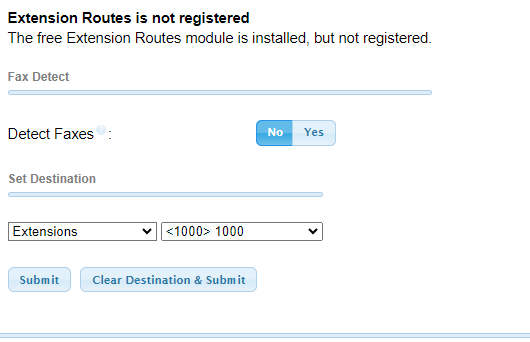 Extension Routes is not registered
The free Extension Routes module is installed, but not registered.
Fax Detect
Detect Faxes ? :
No Yes
Set Destination
Extensions <1000> 1000
Submit Clear Destination & Submit